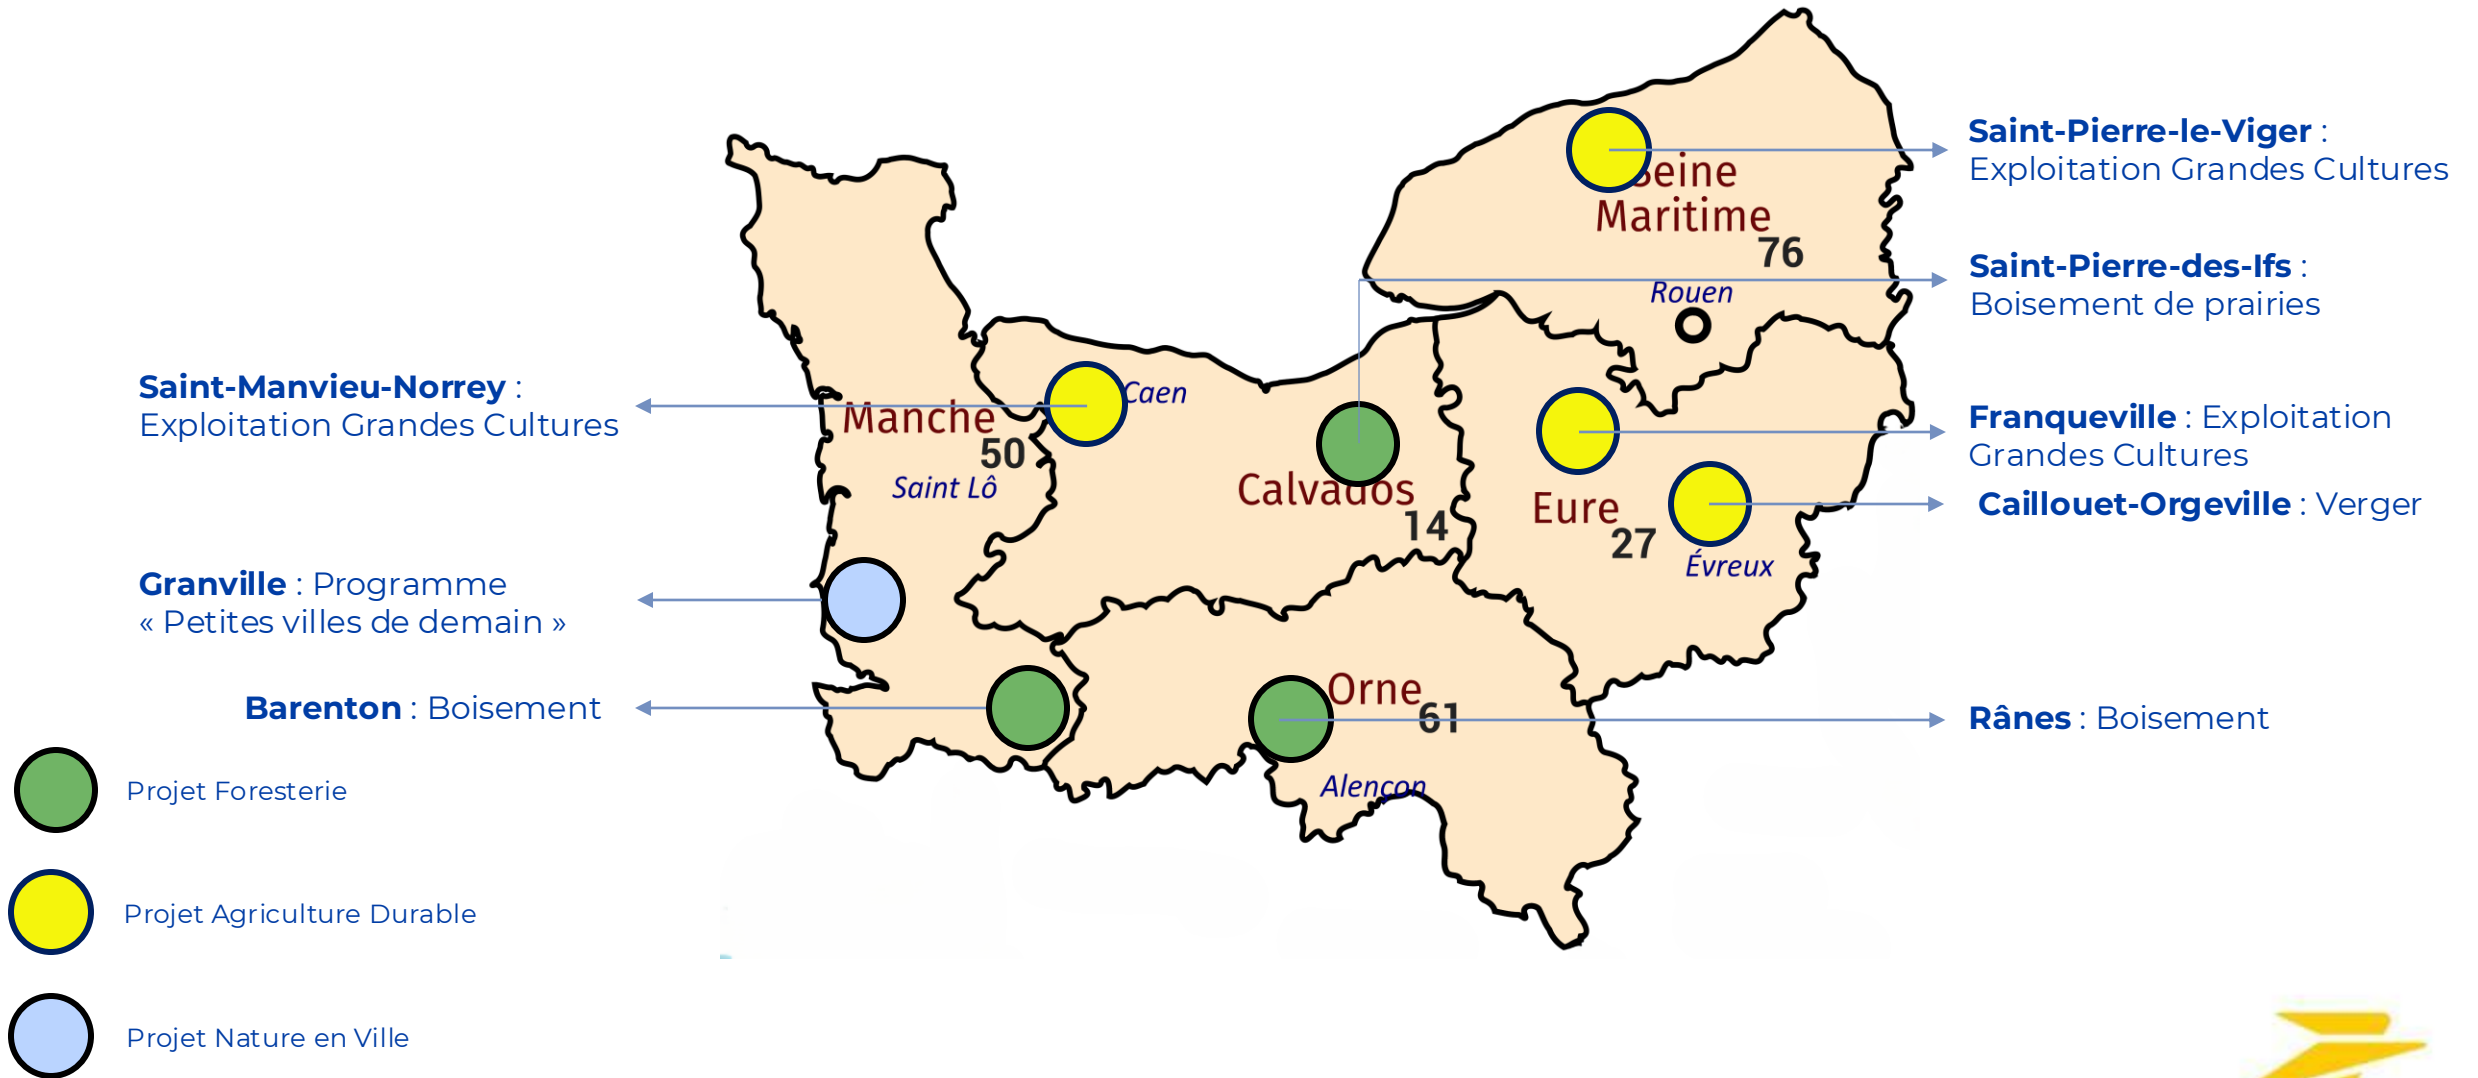 Saint-Pierre-le-Viger :
Exploitation Grandes Cultures
Seine
Maritime
76
Saint-Pierre-des-Ifs :
Boisement de prairies
Rouen
Saint-Manvieu-Norrey :
Exploitation Grandes Cultures
Caen
Manche
50
Saint Lô
Calvados
14
Franqueville : Exploitation
Grandes Cultures
Caillouet-Orgeville : Verger
Eure
27
Évreux
Granville : Programme
« Petites villes de demain »
Barenton : Boisement
Orne
61
Alençon
Rânes : Boisement
Projet Foresterie
Projet Agriculture Durable
Projet Nature en Ville